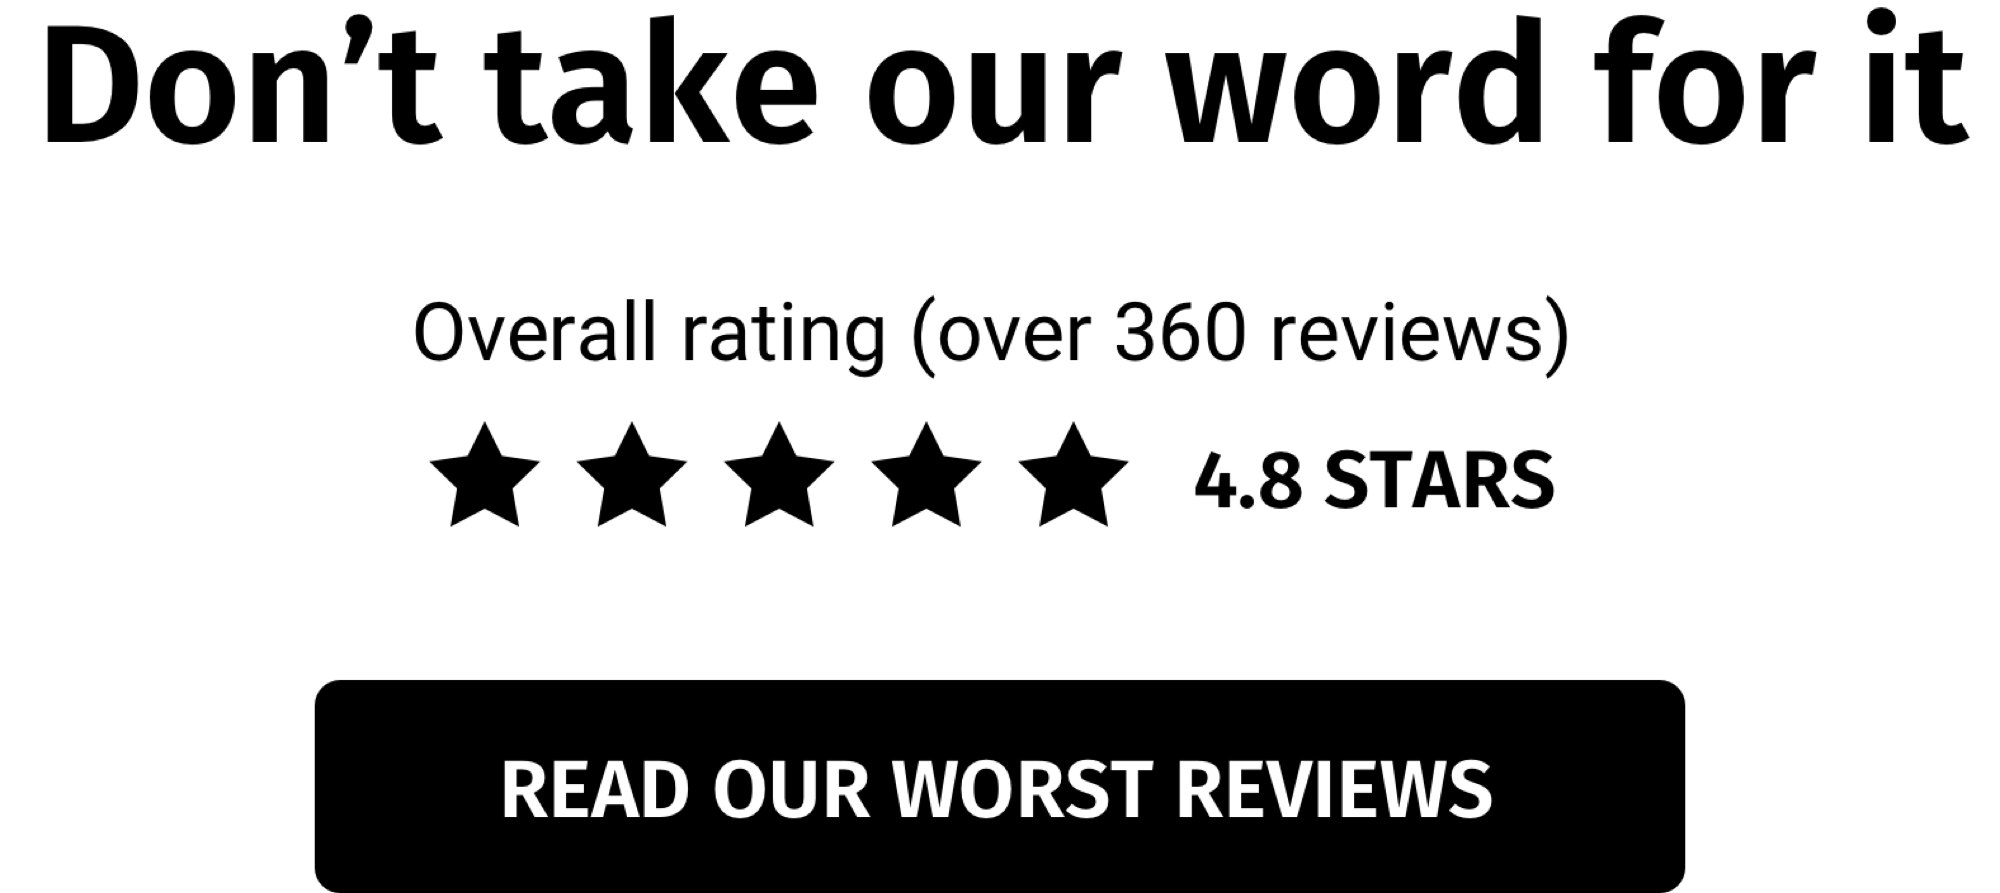 Don’t take our word for it
Overall rating (over 360 reviews)
4.8 STARS
READ OUR WORST REVIEWS